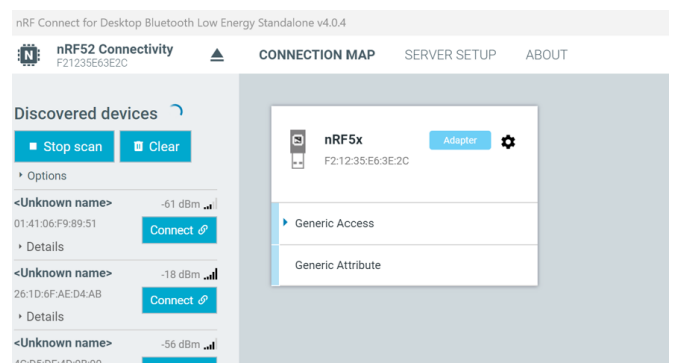 nRF Connect for Desktop Bluetooth Low Energy Standalone v4.0.4
nRF52 Connectivity
F21235E63E2C
CONNECTION MAP
SERVER SETUP
ABOUT
Discovered devices
Stop scan
Clear
Options
<Unknown name>
-61 dBm
01:41:06:F9:89:51
Connect
Details
<Unknown name>
-18 dBm
26:1D:6F:AE:D4:AB
Connect
Details
<Unknown name>
-56 dBm
nRF5x
Adapter
F2:12:35:E6:3E:2C
Generic Access
Generic Attribute